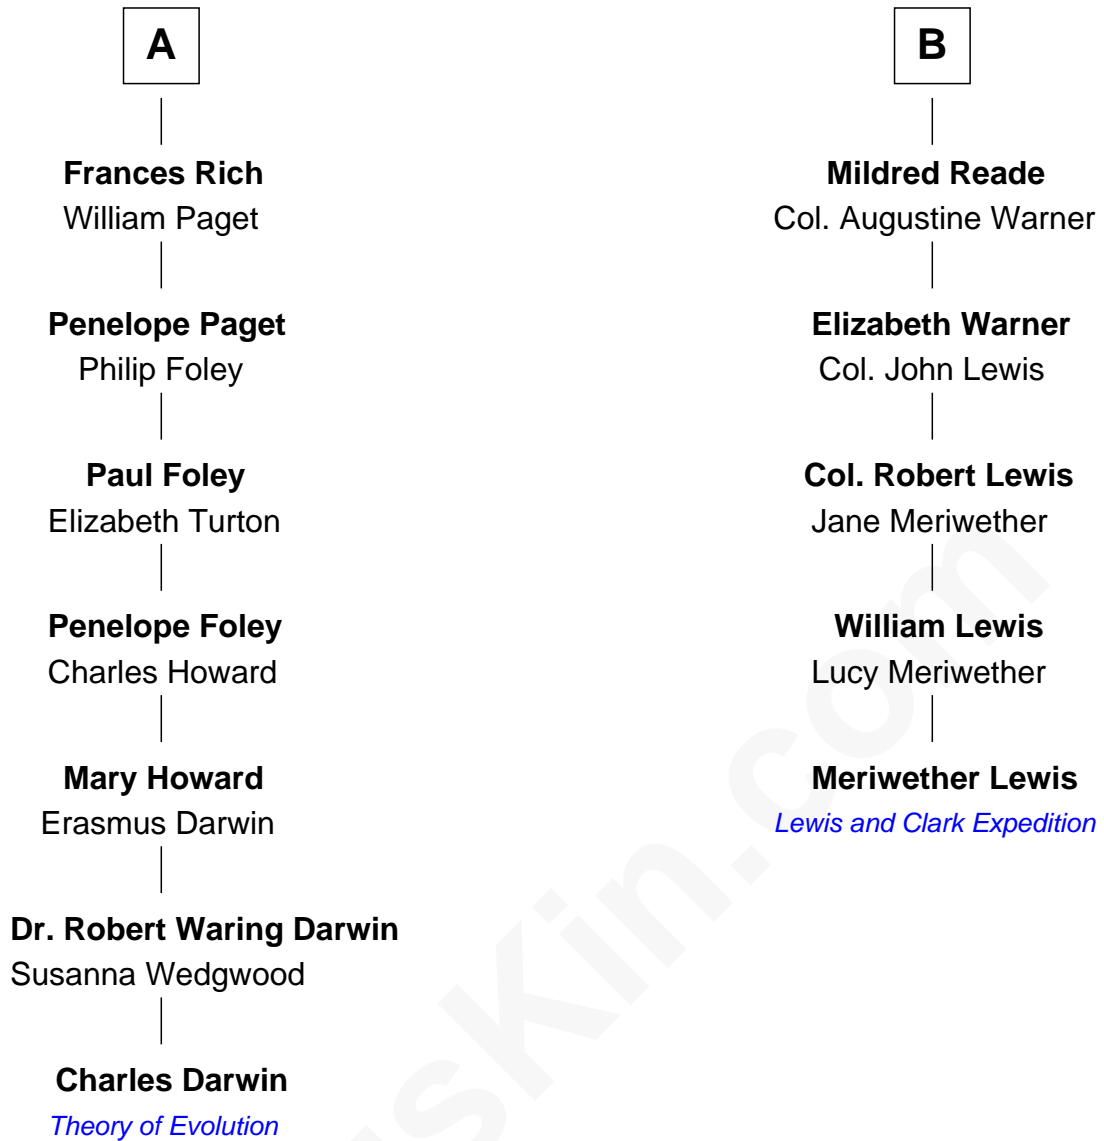 A
Frances Rich
William Paget
Penelope Paget
Philip Foley
Paul Foley
Elizabeth Turton
Penelope Foley
Charles Howard
Mary Howard
Erasmus Darwin
Dr. Robert Waring Darwin
Susanna Wedgwood
Charles Darwin
Theory of Evolution
B
Mildred Reade
Col. Augustine Warner
Elizabeth Warner
Col. John Lewis
Col. Robert Lewis
Jane Meriwether
William Lewis
Lucy Meriwether
Meriwether Lewis
Lewis and Clark Expedition
usKin.com